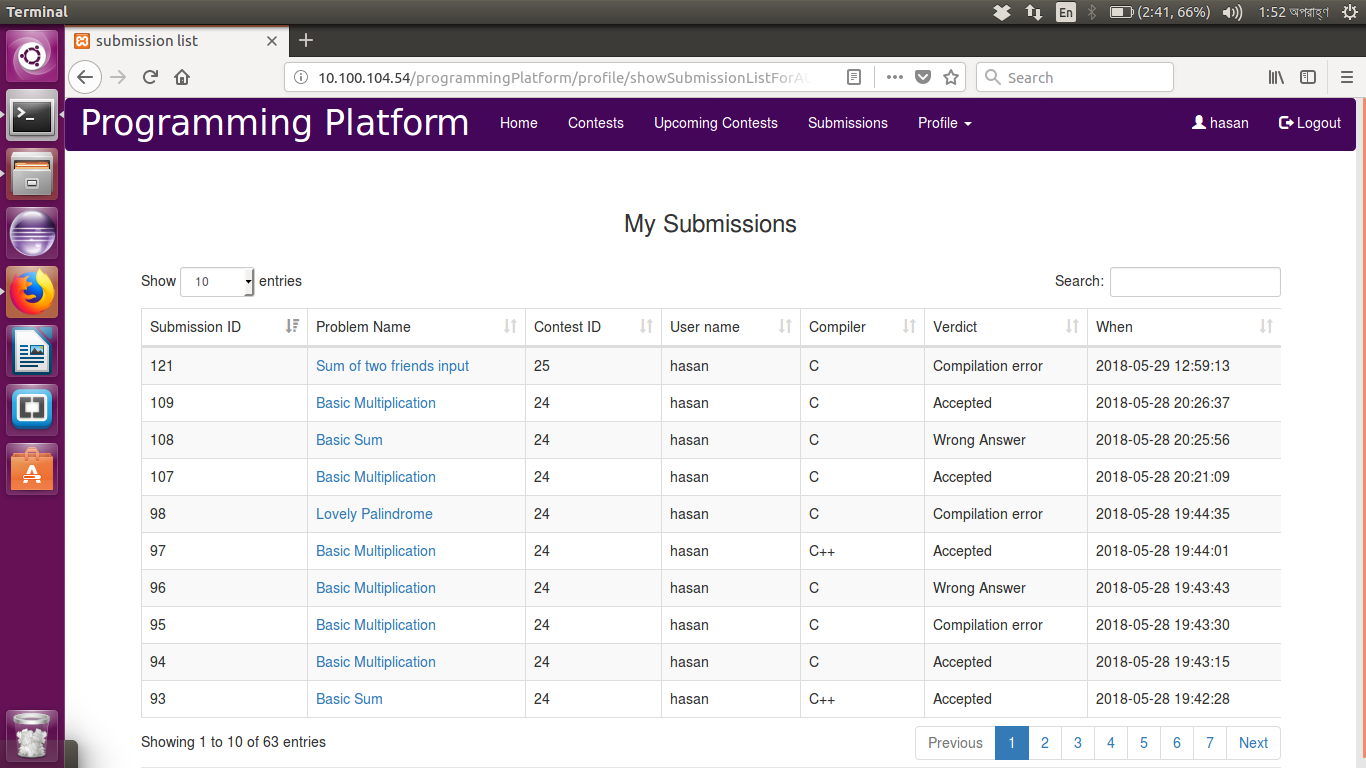 Terminal En (2:41, 66%) 1:52 অপরাহ্ণ
submission list
10.100.104.54/programmingPlatform/profile/showSubmissionListForAU Search
Programming Platform Home Contests Upcoming Contests Submissions Profile hasan Logout
My Submissions
Show 10 entries Search:
Submission ID Problem Name Contest ID User name Compiler Verdict When
121 Sum of two friends input 25 hasan C Compilation error 2018-05-29 12:59:13
109 Basic Multiplication 24 hasan C Accepted 2018-05-28 20:26:37
108 Basic Sum 24 hasan C Wrong Answer 2018-05-28 20:25:56
107 Basic Multiplication 24 hasan C Accepted 2018-05-28 20:21:09
98 Lovely Palindrome 24 hasan C Compilation error 2018-05-28 19:44:35
97 Basic Multiplication 24 hasan C++ Accepted 2018-05-28 19:44:01
96 Basic Multiplication 24 hasan C Wrong Answer 2018-05-28 19:43:43
95 Basic Multiplication 24 hasan C Compilation error 2018-05-28 19:43:30
94 Basic Multiplication 24 hasan C Accepted 2018-05-28 19:43:15
93 Basic Sum 24 hasan C++ Accepted 2018-05-28 19:42:28
Showing 1 to 10 of 63 entries Previous 1 2 3 4 5 6 7 Next